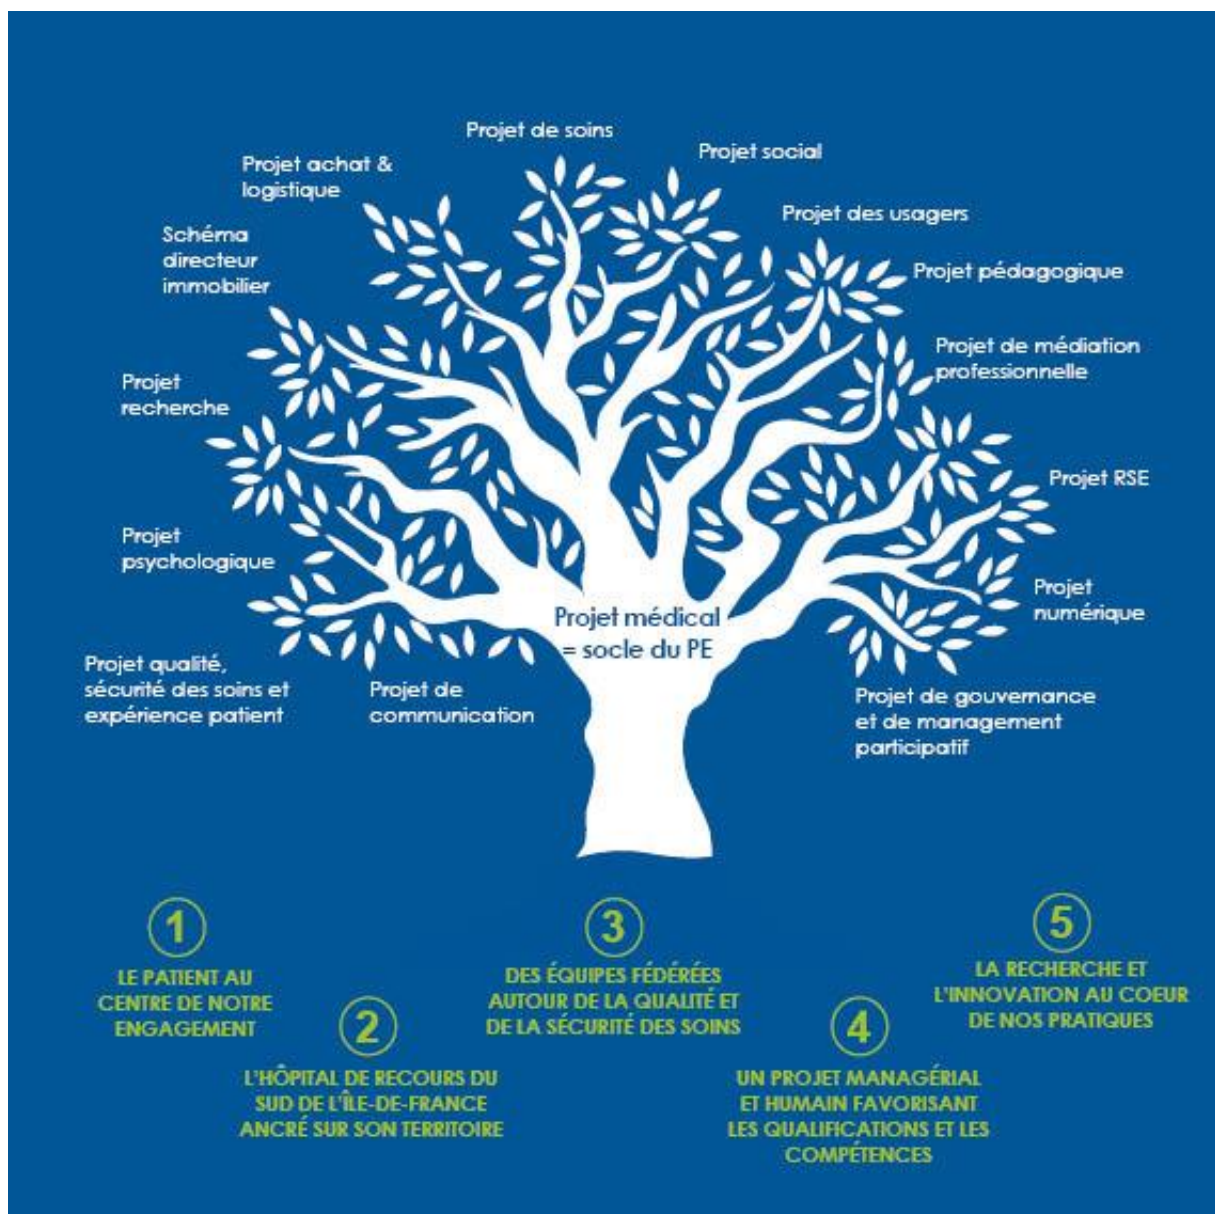 Projet de soins
Projet social
Projet achat &
logistique
Projet des usagers
Schéma
directeur
immobilier
Projet pédagogique
Projet de médiation
professionnelle
Projet
recherche
Projet RSE
Projet
psychologique
Projet
numérique
Projet médical
= socle du PE
Projet qualité,
sécurité des soins et
expérience patient
Projet de
communication
Projet de gouvernance
et de management
participatif
1
LE PATIENT AU
CENTRE DE NOTRE
ENGAGEMENT
2
L'HÔPITAL DE RECOURS DU
SUD DE L'ÎLE-DE-FRANCE
ANCRÉ SUR SON TERRITOIRE
3
DES ÉQUIPES FÉDÉRÉES
AUTOUR DE LA QUALITÉ ET
DE LA SÉCURITÉ DES SOINS
4
UN PROJET MANAGÉRIAL
ET HUMAIN FAVORISANT
LES QUALIFICATIONS ET LES
COMPÉTENCES
5
LA RECHERCHE ET
L'INNOVATION AU COEUR
DE NOS PRATIQUES